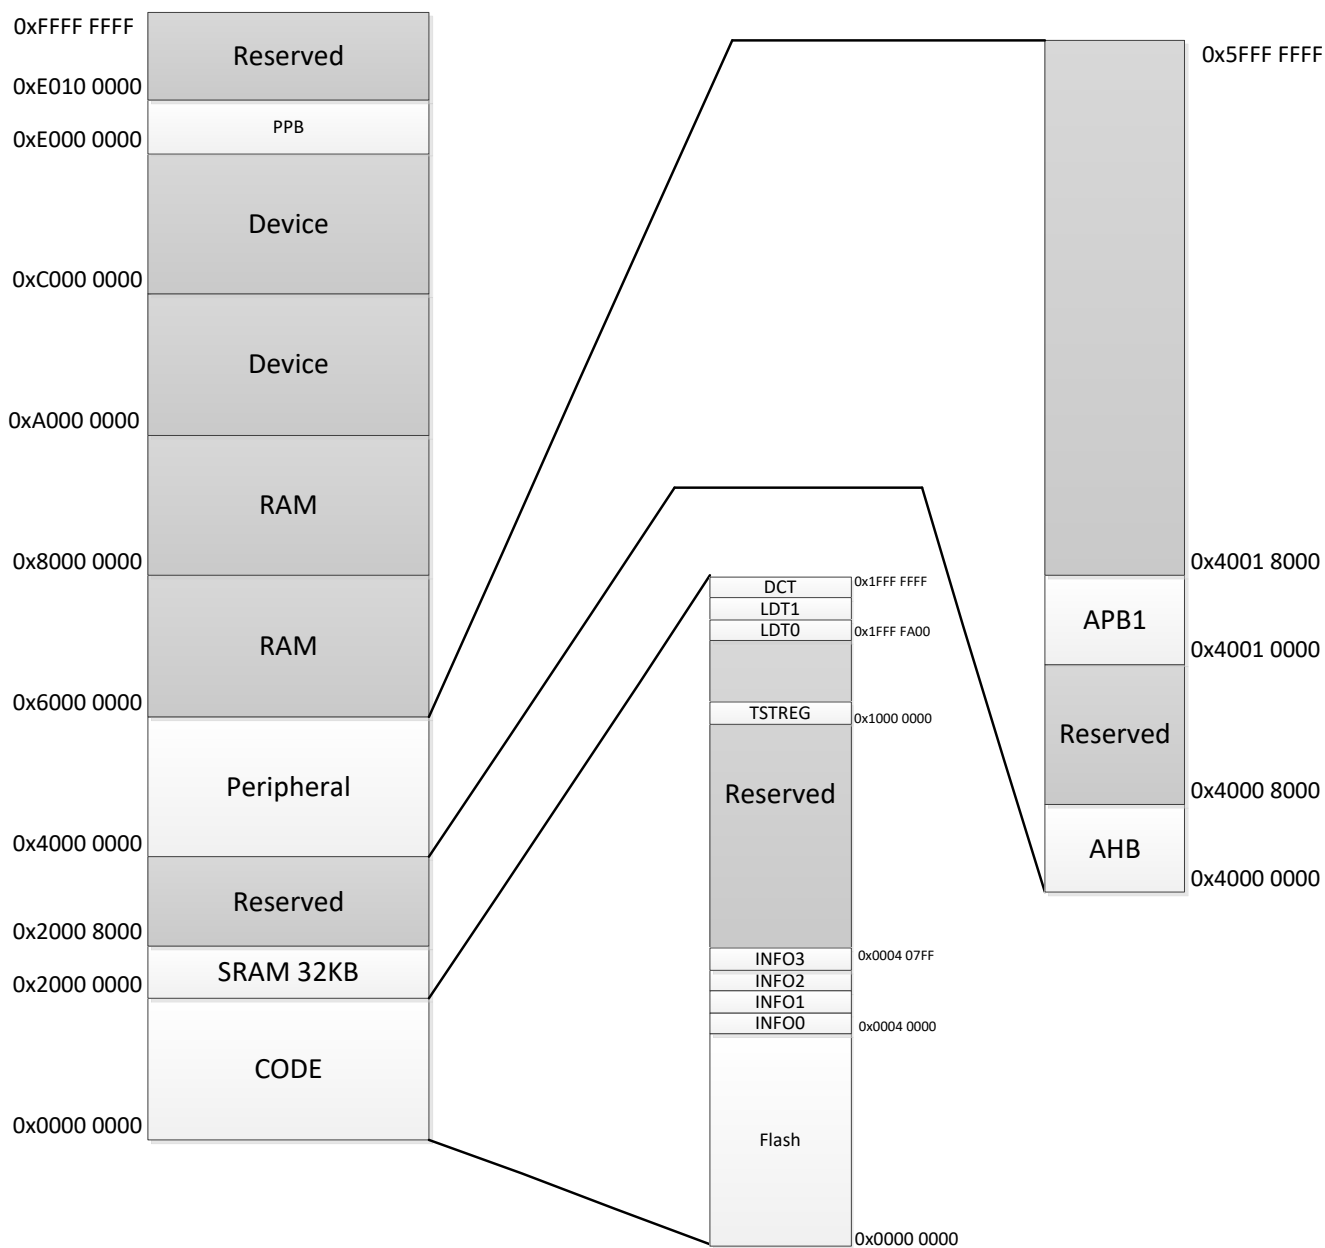 0xFFFF FFFF
Reserved
0xE010 0000
PPB
0xE000 0000
Device
0xC000 0000
Device
0xA000 0000
RAM
0x8000 0000
RAM
0x6000 0000
Peripheral
0x4000 0000
Reserved
0x2000 8000
SRAM 32KB
0x2000 0000
CODE
0x0000 0000
DCT
0x1FFF FFFF
LDT1
LDT0
0x1FFF FA00
TSTREG
0x1000 0000
Reserved
INFO3
0x0004 07FF
INFO2
INFO1
INFO0
0x0004 0000
Flash
0x0000 0000
0x5FFF FFFF
0x4001 8000
APB1
0x4001 0000
Reserved
0x4000 8000
AHB
0x4000 0000